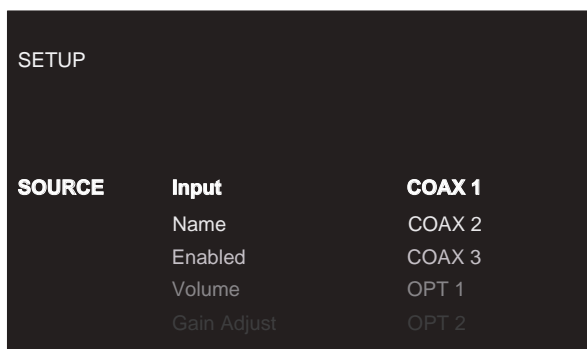 SETUP
SOURCE Input COAX 1
Name COAX 2
Enabled COAX 3
Volume OPT 1
Gain Adjust OPT 2